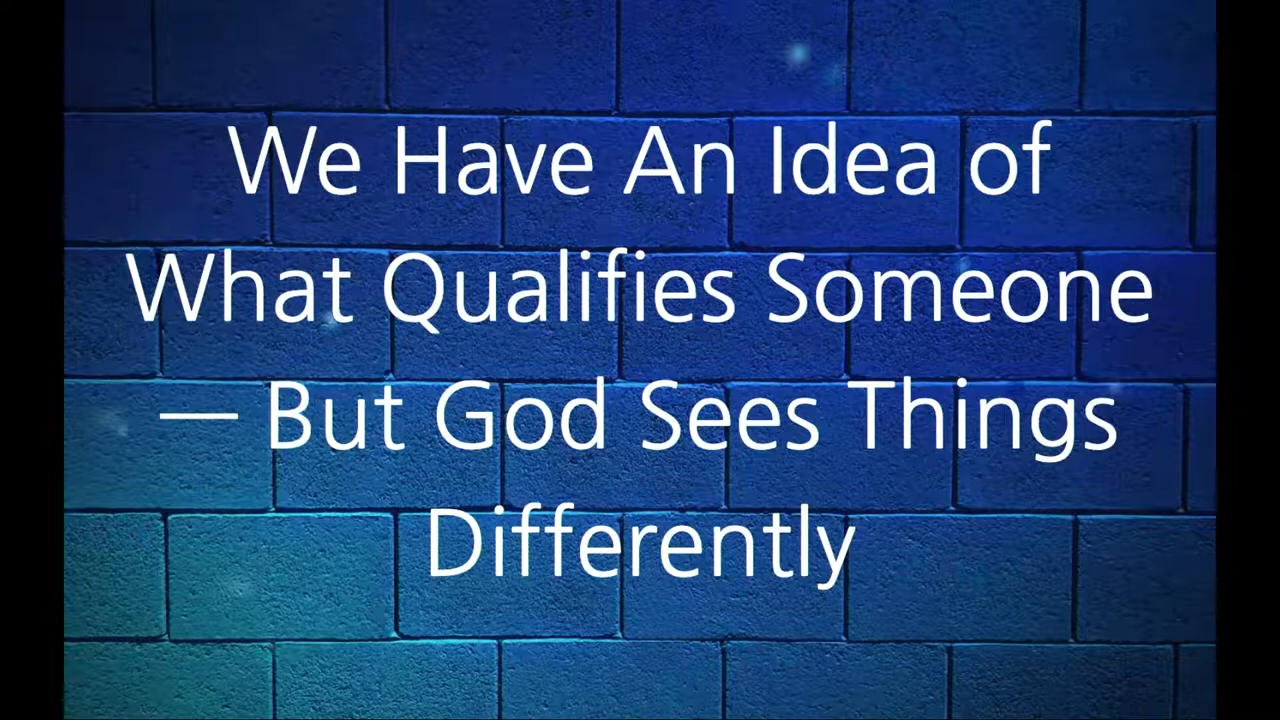 We Have An Idea of
What Qualifies Someone
— But God Sees Things
Differently